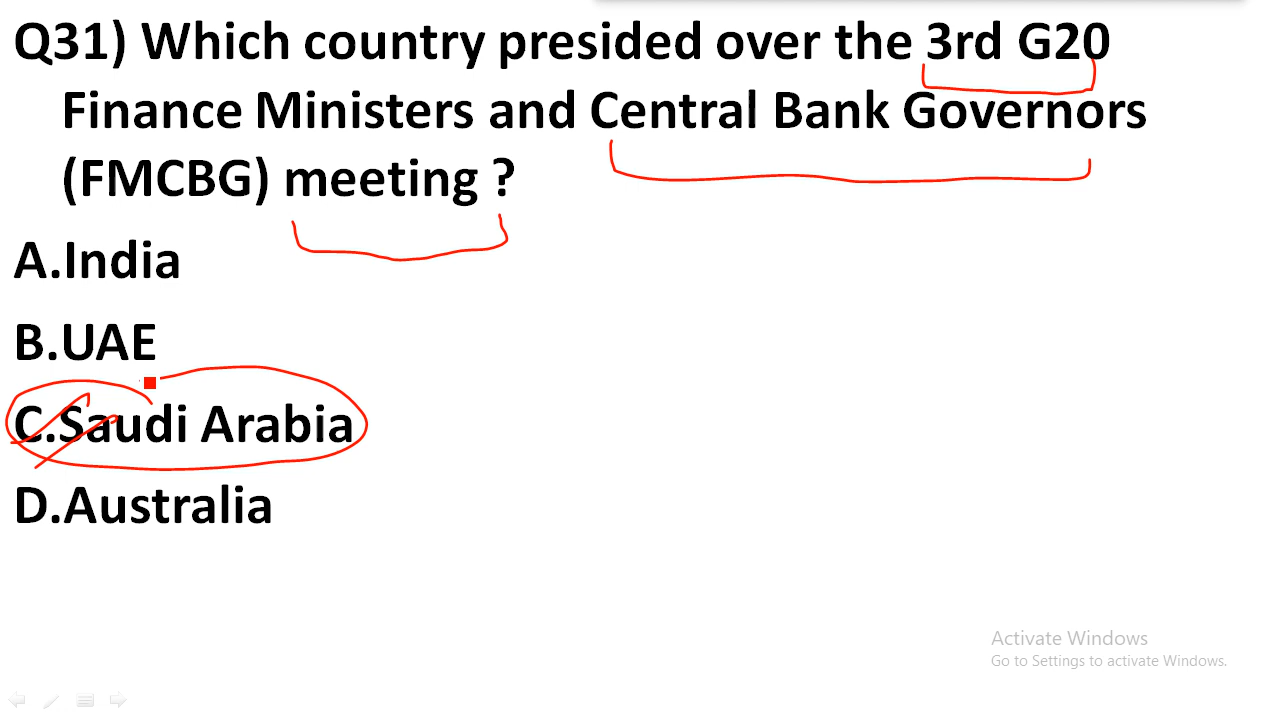 Q31) Which country presided over the 3rd G20
Finance Ministers and Central Bank Governors
(FMCBG) meeting ?
A.India
B.UAE
C.Saudi Arabia
D.Australia
Activate Windows
Go to Settings to activate Windows.